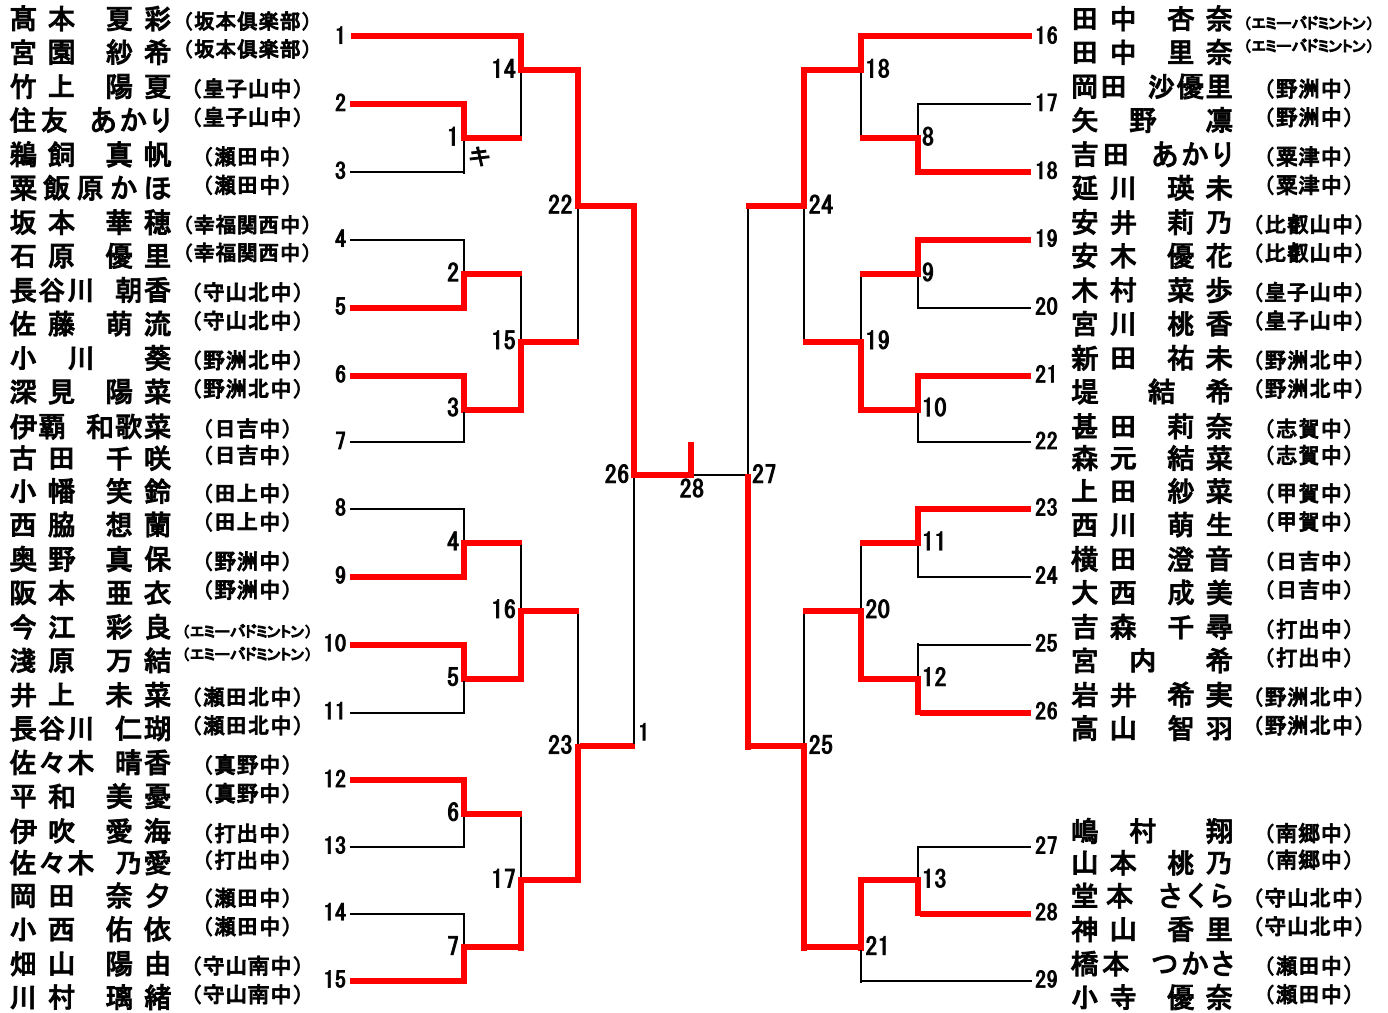 髙本 夏彩 (坂本倶楽部)
宮園 紗希 (坂本倶楽部)
1
竹上 陽夏 (皇子山中)
住友 あかり (皇子山中)
2
鵜飼 真帆 (瀬田中)
粟飯原かほ (瀬田中)
3
坂本 華穂 (幸福関西中)
石原 優里 (幸福関西中)
4
長谷川 朝香 (守山北中)
佐藤 萌流 (守山北中)
5
小川 葵 (野洲北中)
深見 陽菜 (野洲北中)
6
伊覇 和歌菜 (日吉中)
古田 千咲 (日吉中)
7
小幡 笑鈴 (田上中)
西脇 想蘭 (田上中)
8
奥野 真保 (野洲中)
阪本 亜衣 (野洲中)
9
今江 彩良 (エミーバドミントン)
淺原 万結 (エミーバドミントン)
10
井上 未菜 (瀬田北中)
長谷川 仁瑚 (瀬田北中)
11
佐々木 晴香 (真野中)
平和 美憂 (真野中)
12
伊吹 愛海 (打出中)
佐々木 乃愛 (打出中)
13
岡田 奈夕 (瀬田中)
小西 佑依 (瀬田中)
14
畑山 陽由 (守山南中)
川村 璃緒 (守山南中)
15
1
キ
2
3
4
5
6
7
14
15
16
17
22
23
26
1
28
27
24
25
18
19
20
21
8
9
10
11
12
13
16
田中 杏奈 (エミーバドミントン)
田中 里奈 (エミーバドミントン)
17
岡田 沙優里 (野洲中)
矢野 凛 (野洲中)
18
吉田 あかり (粟津中)
延川 瑛未 (粟津中)
19
安井 莉乃 (比叡山中)
安木 優花 (比叡山中)
20
木村 菜歩 (皇子山中)
宮川 桃香 (皇子山中)
21
新田 祐未 (野洲北中)
堤 結希 (野洲北中)
22
甚田 莉奈 (志賀中)
森元 結菜 (志賀中)
23
上田 紗菜 (甲賀中)
西川 萌生 (甲賀中)
24
横田 澄音 (日吉中)
大西 成美 (日吉中)
25
吉森 千尋 (打出中)
宮内 希 (打出中)
26
岩井 希実 (野洲北中)
高山 智羽 (野洲北中)
27
嶋村 翔 (南郷中)
山本 桃乃 (南郷中)
28
堂本 さくら (守山北中)
神山 香里 (守山北中)
29
橋本 つかさ (瀬田中)
小寺 優奈 (瀬田中)